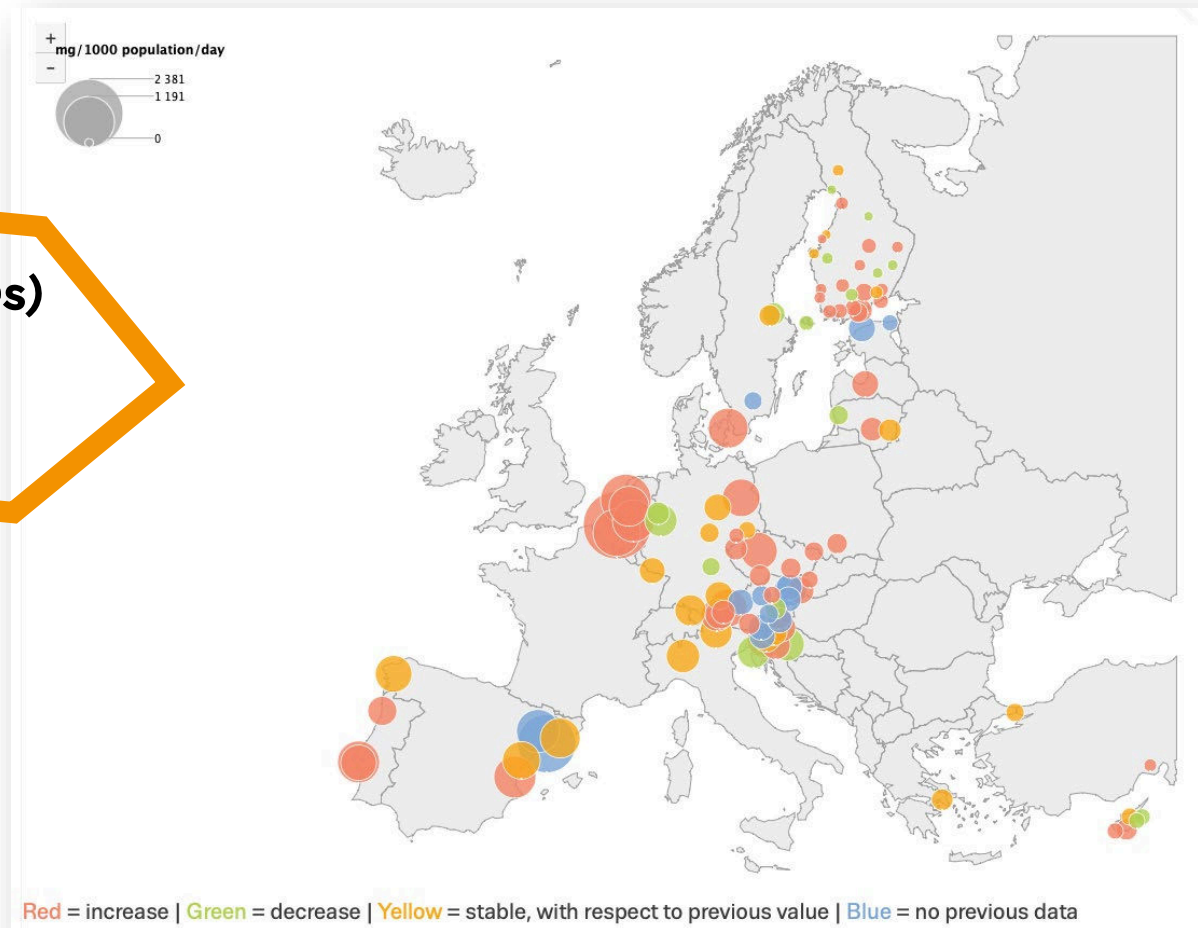 +
mg/1000 population/day
-
2 381
1 191
0
s)
Red = increase | Green = decrease | Yellow = stable, with respect to previous value | Blue = no previous data